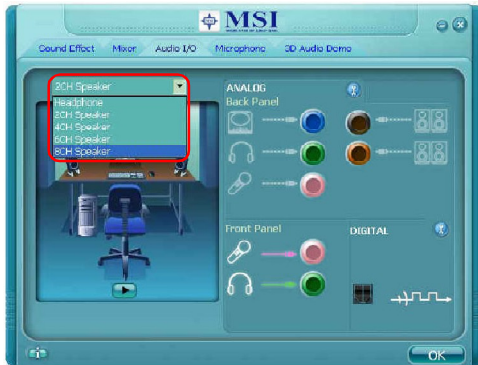 MSI
Sound Effect Mixer Audio I/O Microphone 3D Audio Demo
2CH Speaker
Headphone
2CH Speaker
4CH Speaker
6CH Speaker
8CH Speaker
ANALOG
Back Panel
Front Panel
DIGITAL
OK